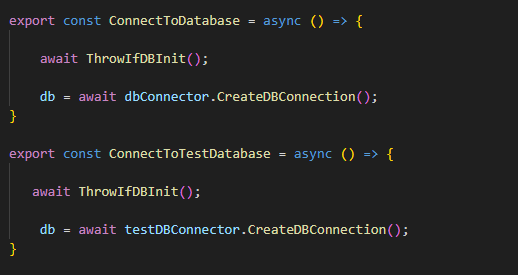 export const ConnectToDatabase = async () => {
await ThrowIfDBInit();
db = await dbConnector.CreateDBConnection();
}
export const ConnectToTestDatabase = async () => {
await ThrowIfDBInit();
db = await testDBConnector.CreateDBConnection();
}